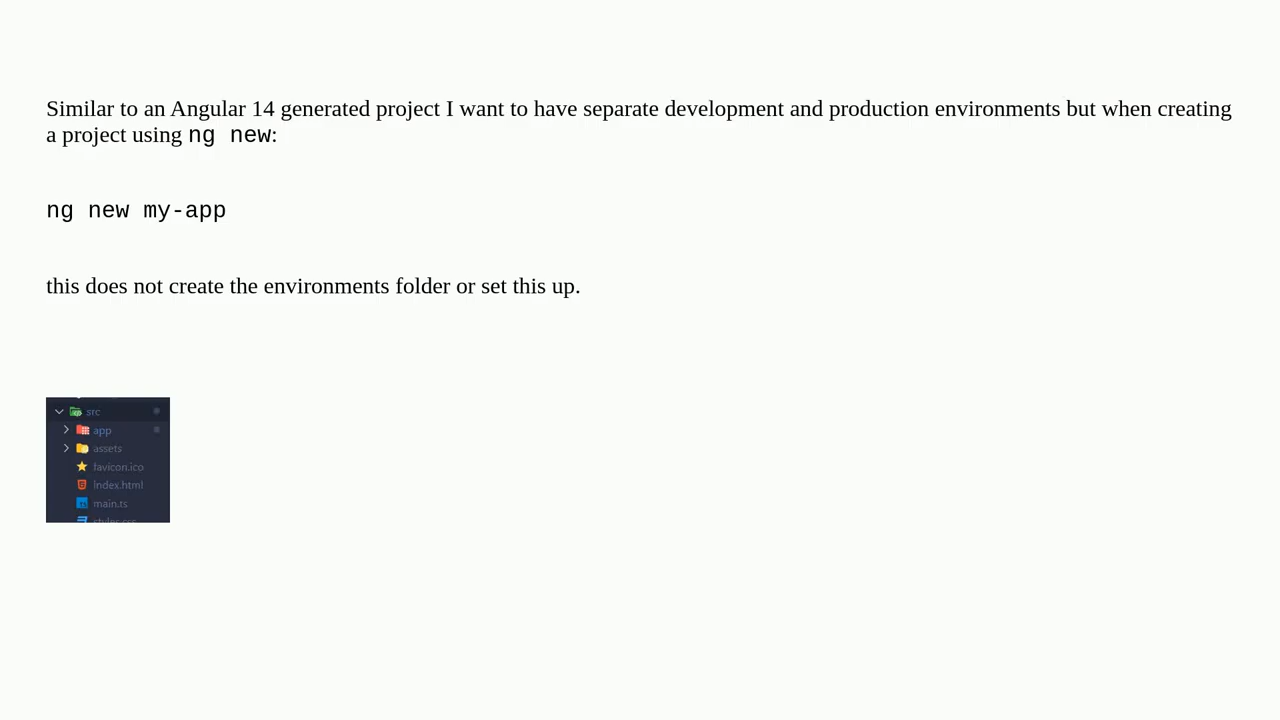 Similar to an Angular 14 generated project I want to have separate development and production environments but when creating
a project using ng new:
ng new my-app
this does not create the environments folder or set this up.
src
app
assets
favicon.ico
index.html
main.ts
styles.css